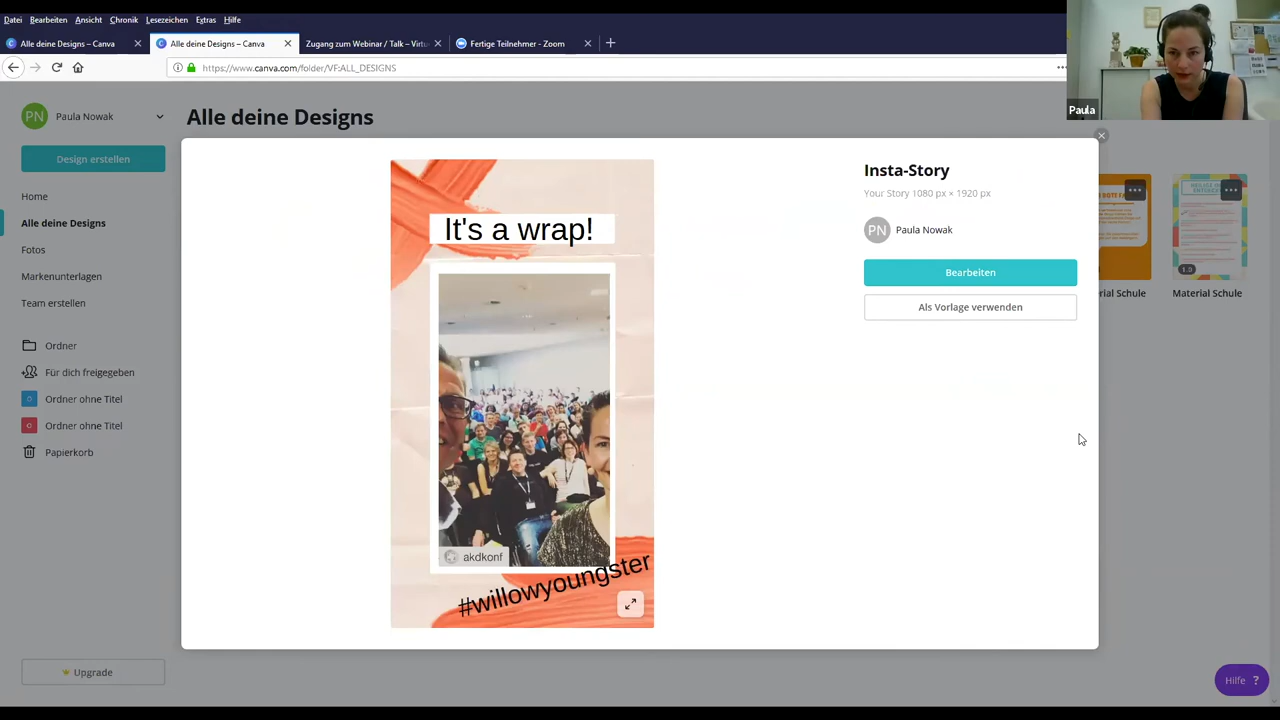 Datei Bearbeiten Ansicht Chronik Lesezeichen Extras Hilfe
Alle deine Designs – Canva
Alle deine Designs – Canva
Zugang zum Webinar / Talk – Virtu
Fertige Teilnehmer - Zoom
https://www.canva.com/folder/VF:ALL_DESIGNS
Paula
PN Paula Nowak
Alle deine Designs
Design erstellen
Home
Alle deine Designs
Fotos
Markenunterlagen
Team erstellen
Ordner
Für dich freigegeben
Ordner ohne Titel
Ordner ohne Titel
Papierkorb
Upgrade
It's a wrap!
akdkonf
#willowyoungster
Insta-Story
Your Story 1080 px × 1920 px
PN Paula Nowak
Bearbeiten
Als Vorlage verwenden
rial Schule
1.0
Material Schule
Hilfe ?